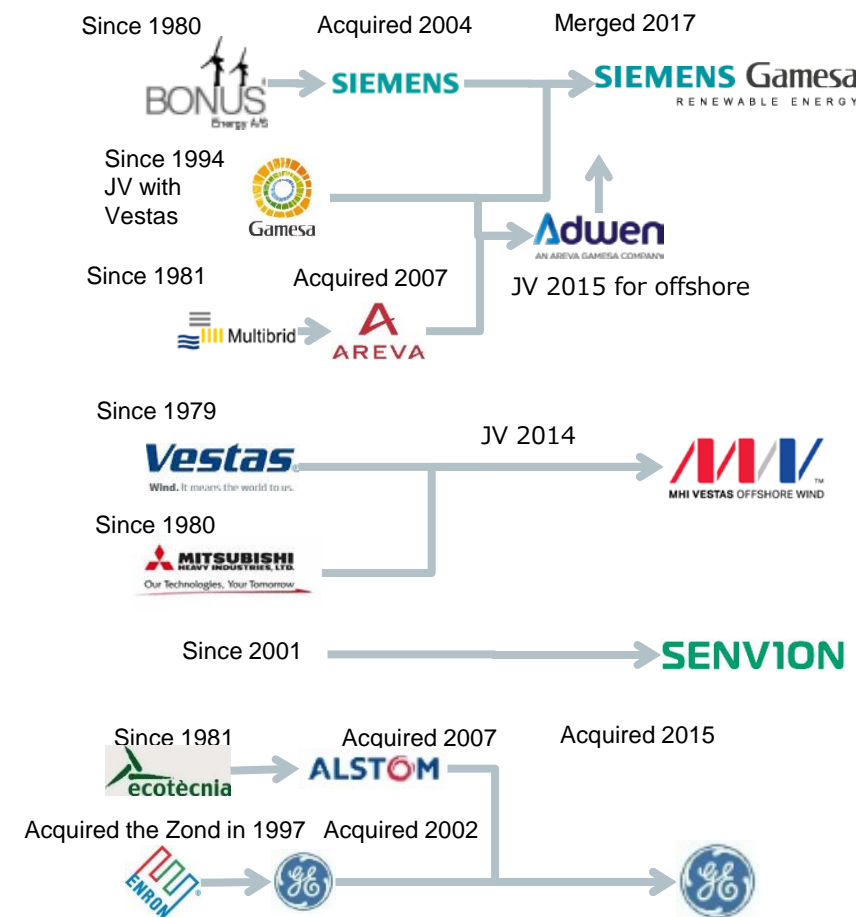 Since 1980
Acquired 2004
Merged 2017
BONUS
Energy A/S
SIEMENS
SIEMENS Gamesa
RENEWABLE ENERGY
Since 1994
JV with
Vestas
Gamesa
Adwen
AN AREVA GAMESA COMPANY
Since 1981
Acquired 2007
JV 2015 for offshore
Multibrid
AREVA
Since 1979
JV 2014
Vestas
Wind. It means the world to us.
MHI VESTAS OFFSHORE WIND
TM
Since 1980
MITSUBISHI
HEAVY INDUSTRIES, LTD.
Our Technologies, Your Tomorrow
Since 2001
SENVION
Since 1981
Acquired 2007
Acquired 2015
ecotècnia
ALSTOM
Acquired the Zond in 1997
Acquired 2002
ENRON
GE
GE